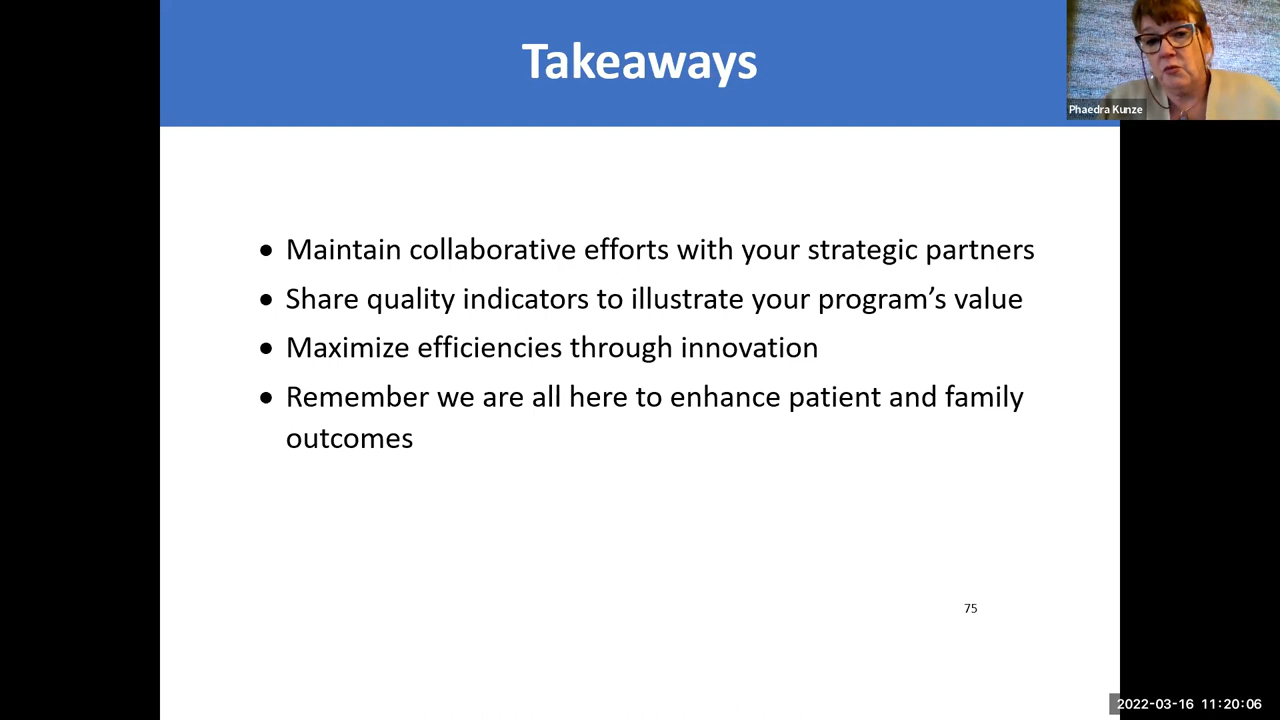 Takeaways
Phaedra Kunze
• Maintain collaborative efforts with your strategic partners
• Share quality indicators to illustrate your program’s value
• Maximize efficiencies through innovation
• Remember we are all here to enhance patient and family
outcomes
75
2022-03-16 11:20:06